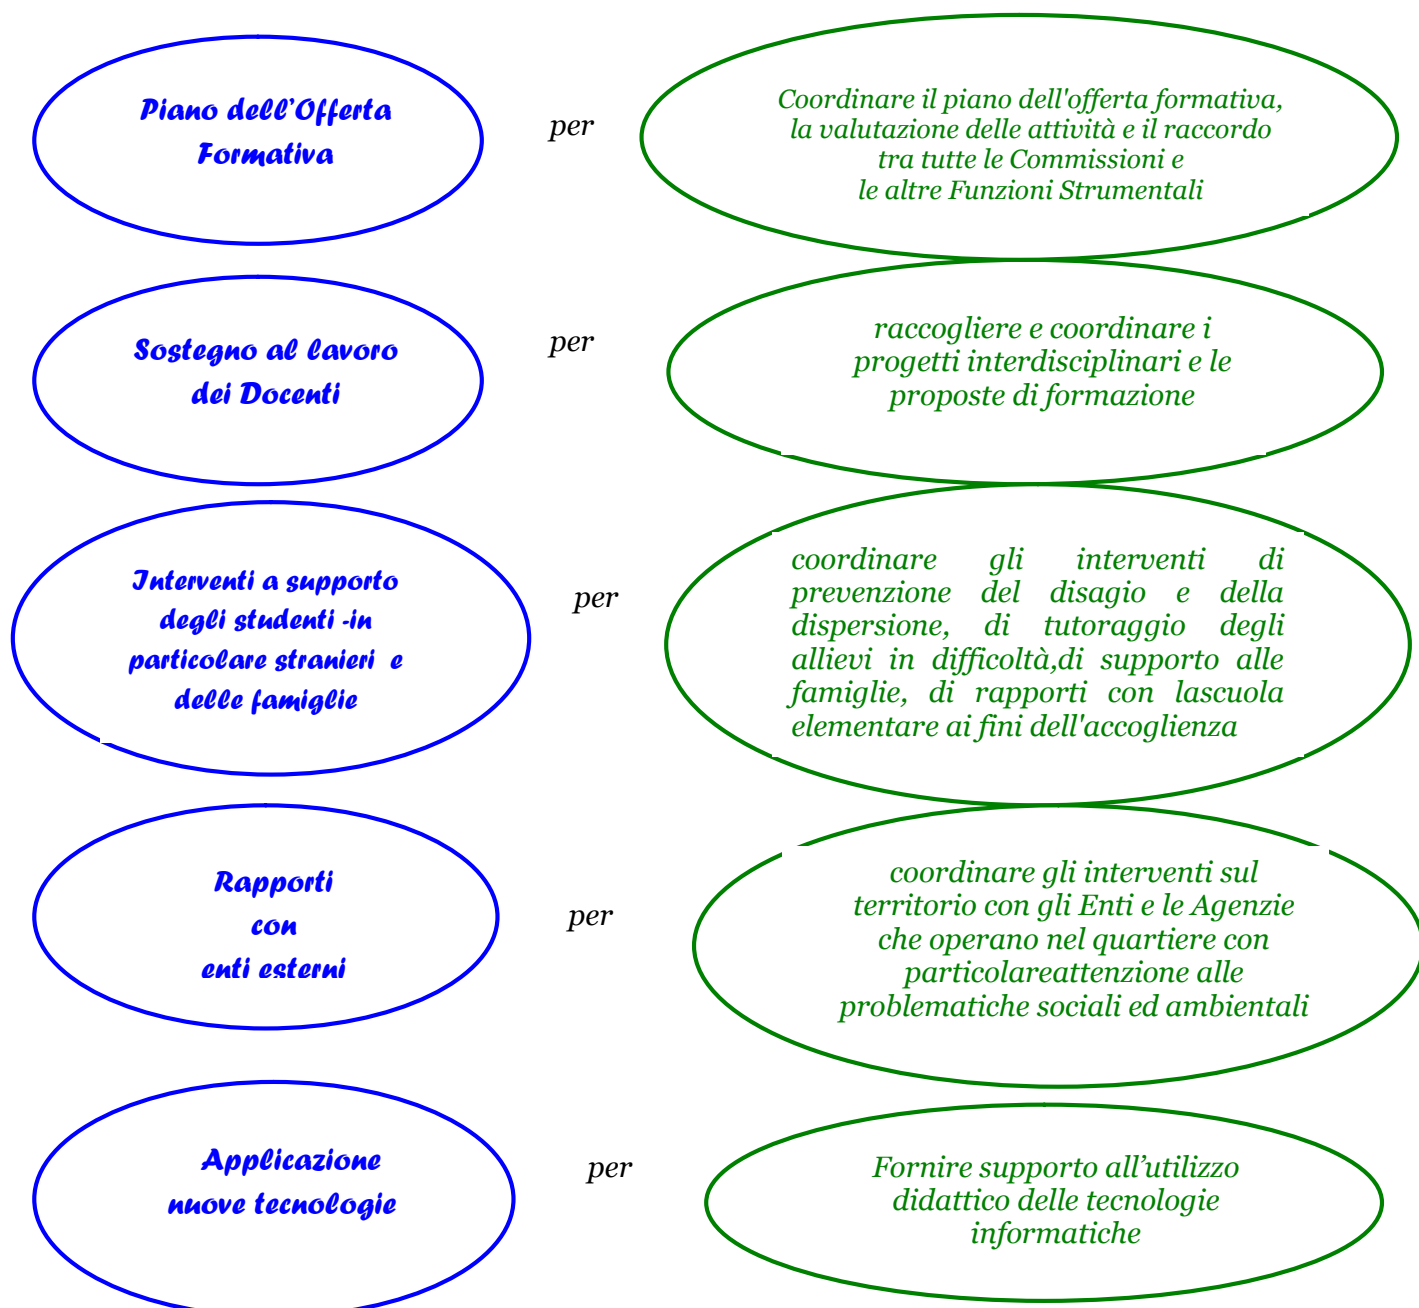 Piano dell'Offerta
Formativa
per
Coordinare il piano dell'offerta formativa,
la valutazione delle attività e il raccordo
tra tutte le Commissioni e
le altre Funzioni Strumentali
Sostegno al lavoro
dei Docenti
per
raccogliere e coordinare i
progetti interdisciplinari e le
proposte di formazione
Interventi a supporto
degli studenti -in
particolare stranieri e
delle famiglie
per
coordinare gli interventi di
prevenzione del disagio e della
dispersione, di tutoraggio degli
allievi in difficoltà,di supporto alle
famiglie, di rapporti con lascuola
elementare ai fini dell'accoglienza
Rapporti
con
enti esterni
per
coordinare gli interventi sul
territorio con gli Enti e le Agenzie
che operano nel quartiere con
particolareattenzione alle
problematiche sociali ed ambientali
Applicazione
nuove tecnologie
per
Fornire supporto all'utilizzo
didattico delle tecnologie
informatiche